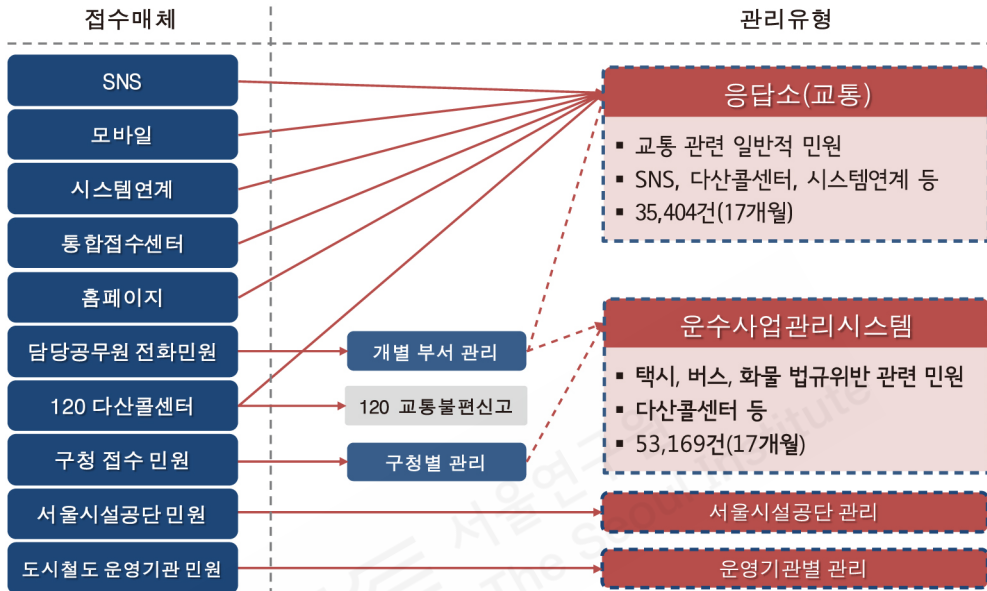 접수매체
관리유형
SNS
모바일
시스템연계
통합접수센터
홈페이지
담당공무원 전화민원
120 다산콜센터
구청 접수 민원
서울시설공단 민원
도시철도 운영기관 민원
개별 부서 관리
120 교통불편신고
구청별 관리
응답소(교통)
▪ 교통 관련 일반적 민원
▪ SNS, 다산콜센터, 시스템연계 등
▪ 35,404건(17개월)
운수사업관리시스템
▪ 택시, 버스, 화물 법규위반 관련 민원
▪ 다산콜센터 등
▪ 53,169건(17개월)
서울시설공단 관리
운영기관별 관리
서울연구원
The Seoul Institute